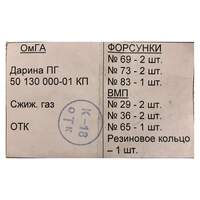 ОмГА
Дарина ПГ
50 130 000-01 КП
Сжиж. газ
ОТК
К-18
ОТК
ФОРСУНКИ
№ 69 - 2 шт.
№ 73 - 2 шт.
№ 83 - 1 шт.
ВМП
№ 29 - 2 шт.
№ 36 - 2 шт.
№ 65 - 1 шт.
Резиновое кольцо
– 1 шт.